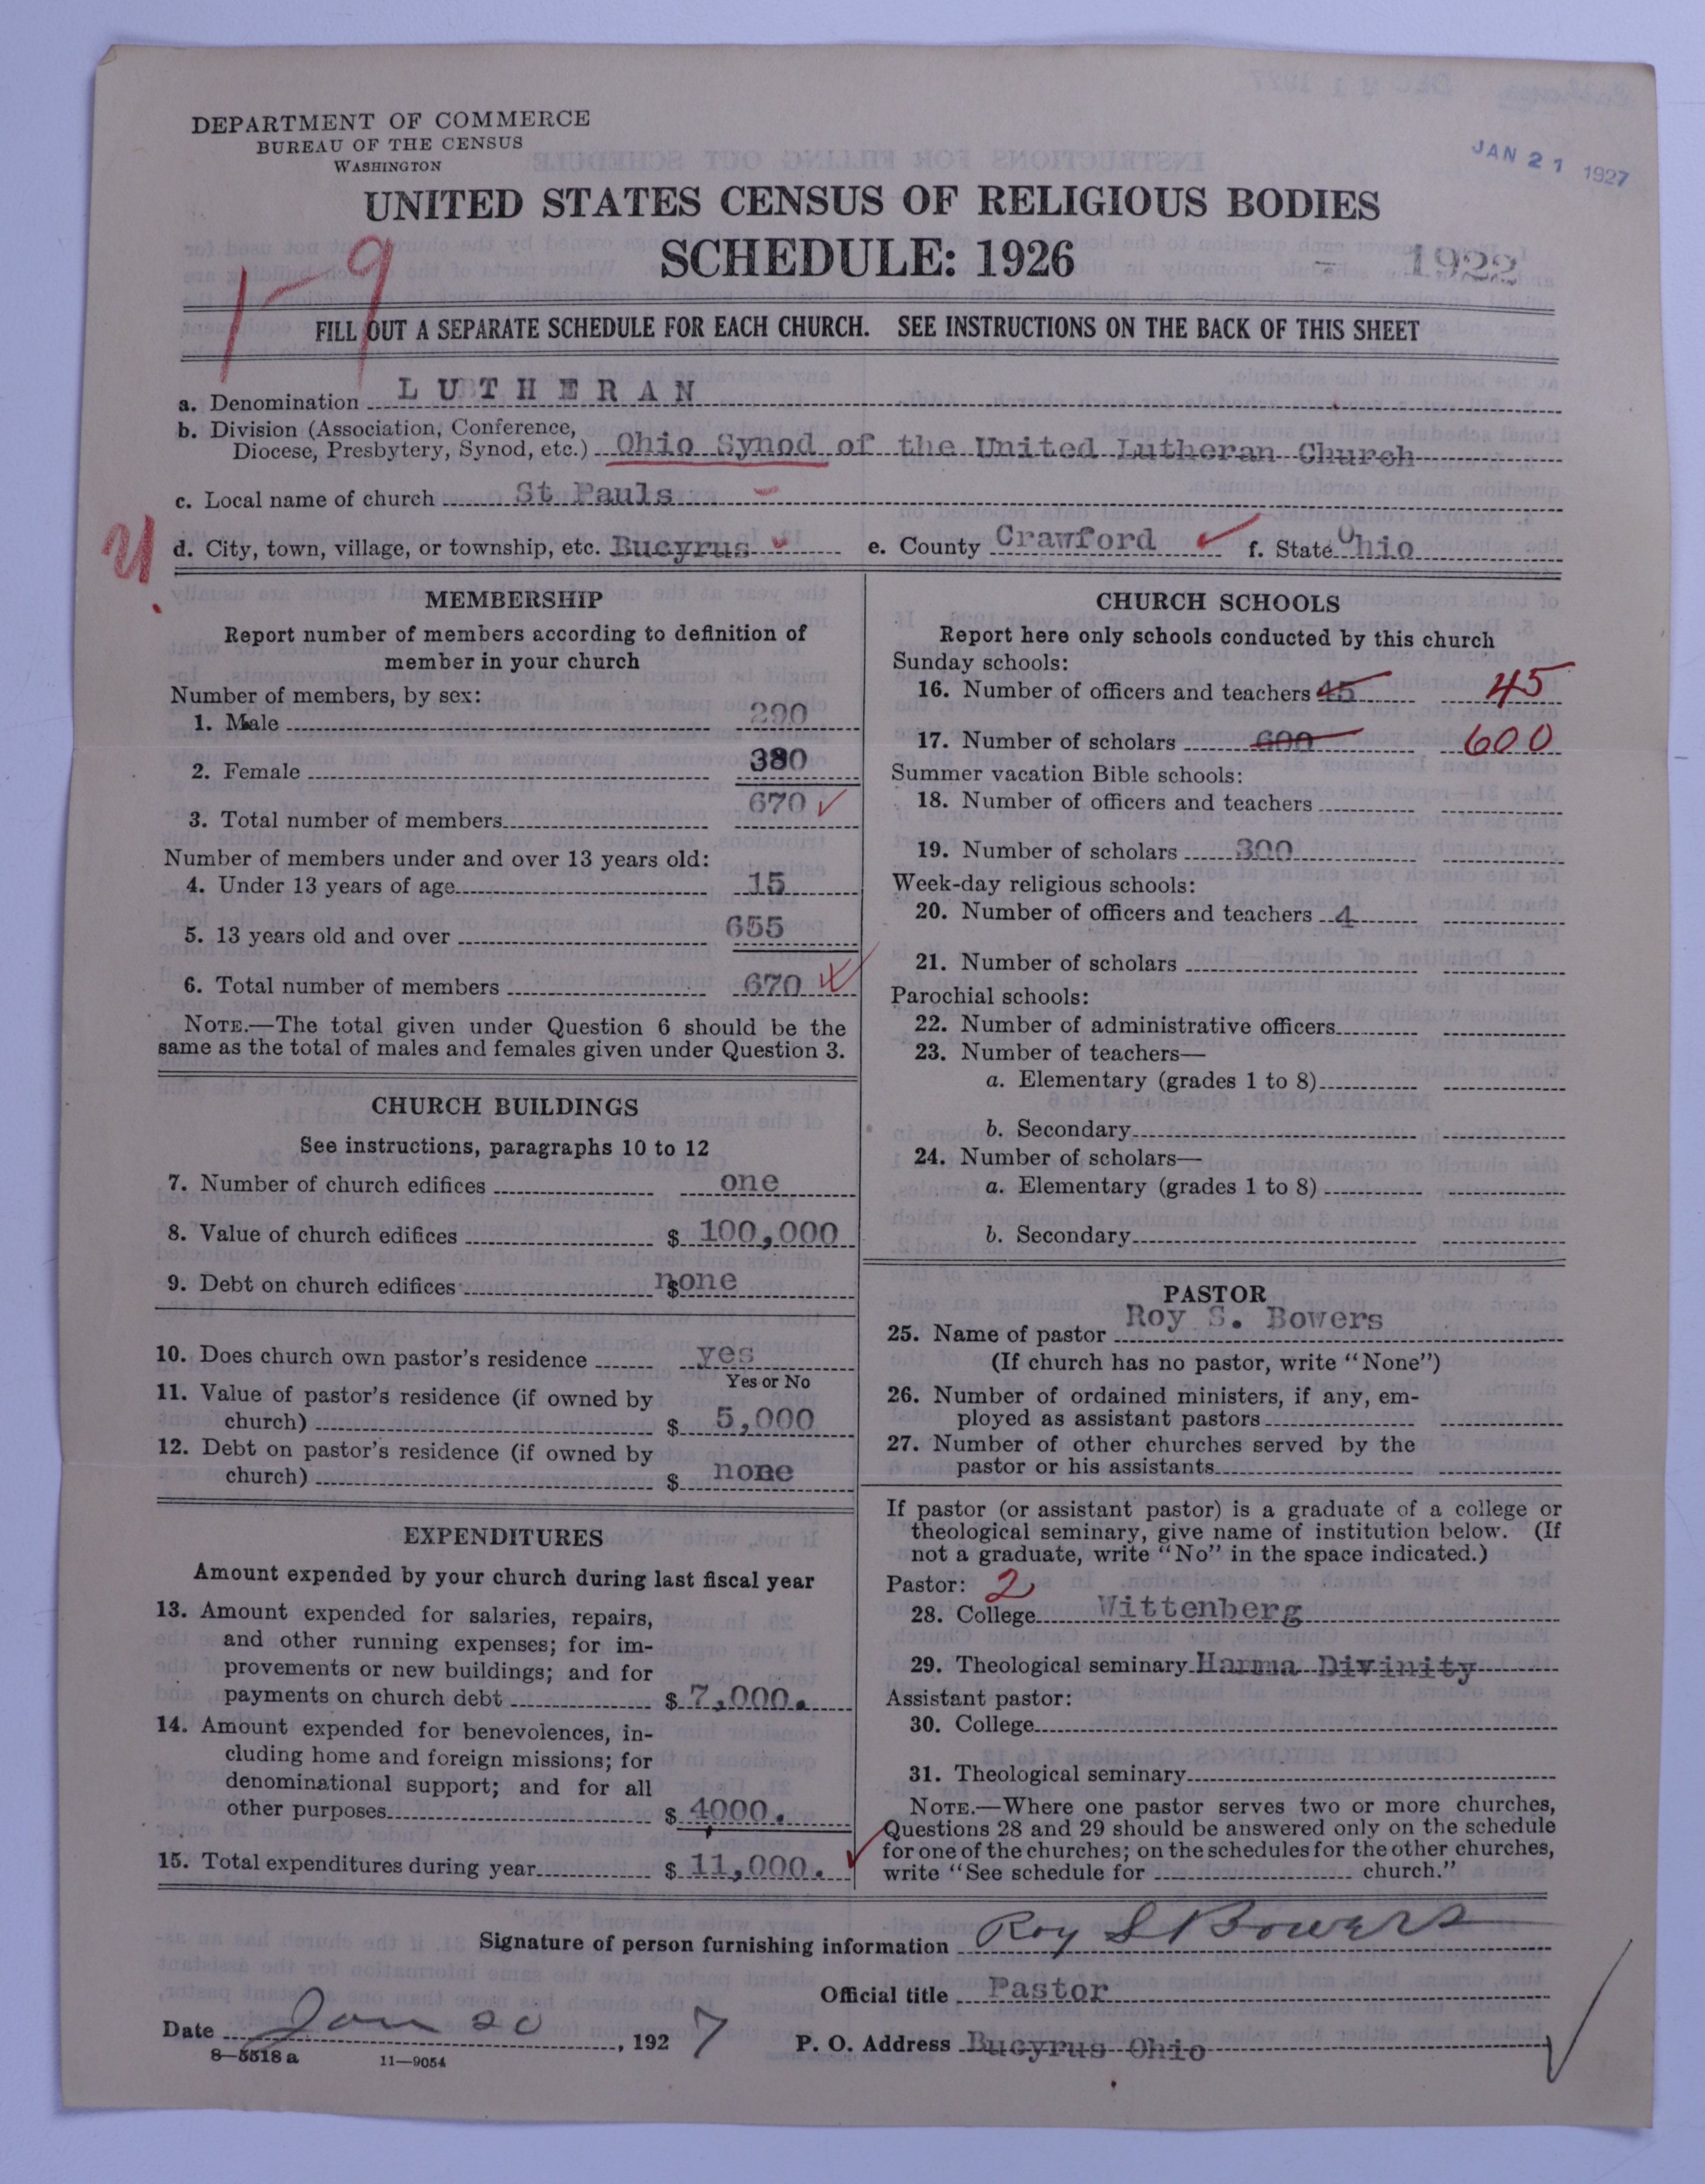 DEPARTMENT OF COMMERCE
BUREAU OF THE CENSUS
WASHINGTON
JAN 21 1927
UNITED STATES CENSUS OF RELIGIOUS BODIES
SCHEDULE: 1926
- 1922
1-9
FILL OUT A SEPARATE SCHEDULE FOR EACH CHURCH. SEE INSTRUCTIONS ON THE BACK OF THIS SHEET
a. Denomination LUTHERAN
b. Division (Association, Conference,
Diocese, Presbytery, Synod, etc.) Ohio Synod of the United Lutheran Church
c. Local name of church St Pauls
d. City, town, village, or township, etc. Bucyrus e. County Crawford f. State Ohio
MEMBERSHIP
Report number of members according to definition of
member in your church
Number of members, by sex:
1. Male 290
2. Female 380
3. Total number of members 670
Number of members under and over 13 years old:
4. Under 13 years of age 15
5. 13 years old and over 655
6. Total number of members 670
NOTE.—The total given under Question 6 should be the
same as the total of males and females given under Question 3.
CHURCH BUILDINGS
See instructions, paragraphs 10 to 12
7. Number of church edifices one
8. Value of church edifices $ 100,000
9. Debt on church edifices $ none
10. Does church own pastor's residence yes
Yes or No
11. Value of pastor's residence (if owned by
church) $ 5,000
12. Debt on pastor's residence (if owned by
church) $ none
EXPENDITURES
Amount expended by your church during last fiscal year
13. Amount expended for salaries, repairs,
and other running expenses; for im-
provements or new buildings; and for
payments on church debt $ 7,000.
14. Amount expended for benevolences, in-
cluding home and foreign missions; for
denominational support; and for all
other purposes $ 4000.
15. Total expenditures during year $ 11,000.
CHURCH SCHOOLS
Report here only schools conducted by this church
Sunday schools:
16. Number of officers and teachers 45 45
17. Number of scholars 600 600
Summer vacation Bible schools:
18. Number of officers and teachers
19. Number of scholars 300
Week-day religious schools:
20. Number of officers and teachers 4
21. Number of scholars
Parochial schools:
22. Number of administrative officers
23. Number of teachers—
a. Elementary (grades 1 to 8)
b. Secondary
24. Number of scholars—
a. Elementary (grades 1 to 8)
b. Secondary
PASTOR
25. Name of pastor Roy S. Bowers
(If church has no pastor, write "None")
26. Number of ordained ministers, if any, em-
ployed as assistant pastors
27. Number of other churches served by the
pastor or his assistants
If pastor (or assistant pastor) is a graduate of a college or
theological seminary, give name of institution below. (If
not a graduate, write "No" in the space indicated.)
Pastor: 2
28. College Wittenberg
29. Theological seminary Hamma Divinity
Assistant pastor:
30. College
31. Theological seminary
NOTE.—Where one pastor serves two or more churches,
Questions 28 and 29 should be answered only on the schedule
for one of the churches; on the schedules for the other churches,
write "See schedule for church."
Signature of person furnishing information Roy S Bowers
Official title Pastor
Date Jan 20, 1927 P. O. Address Bucyrus Ohio
8—5518 a 11—9054